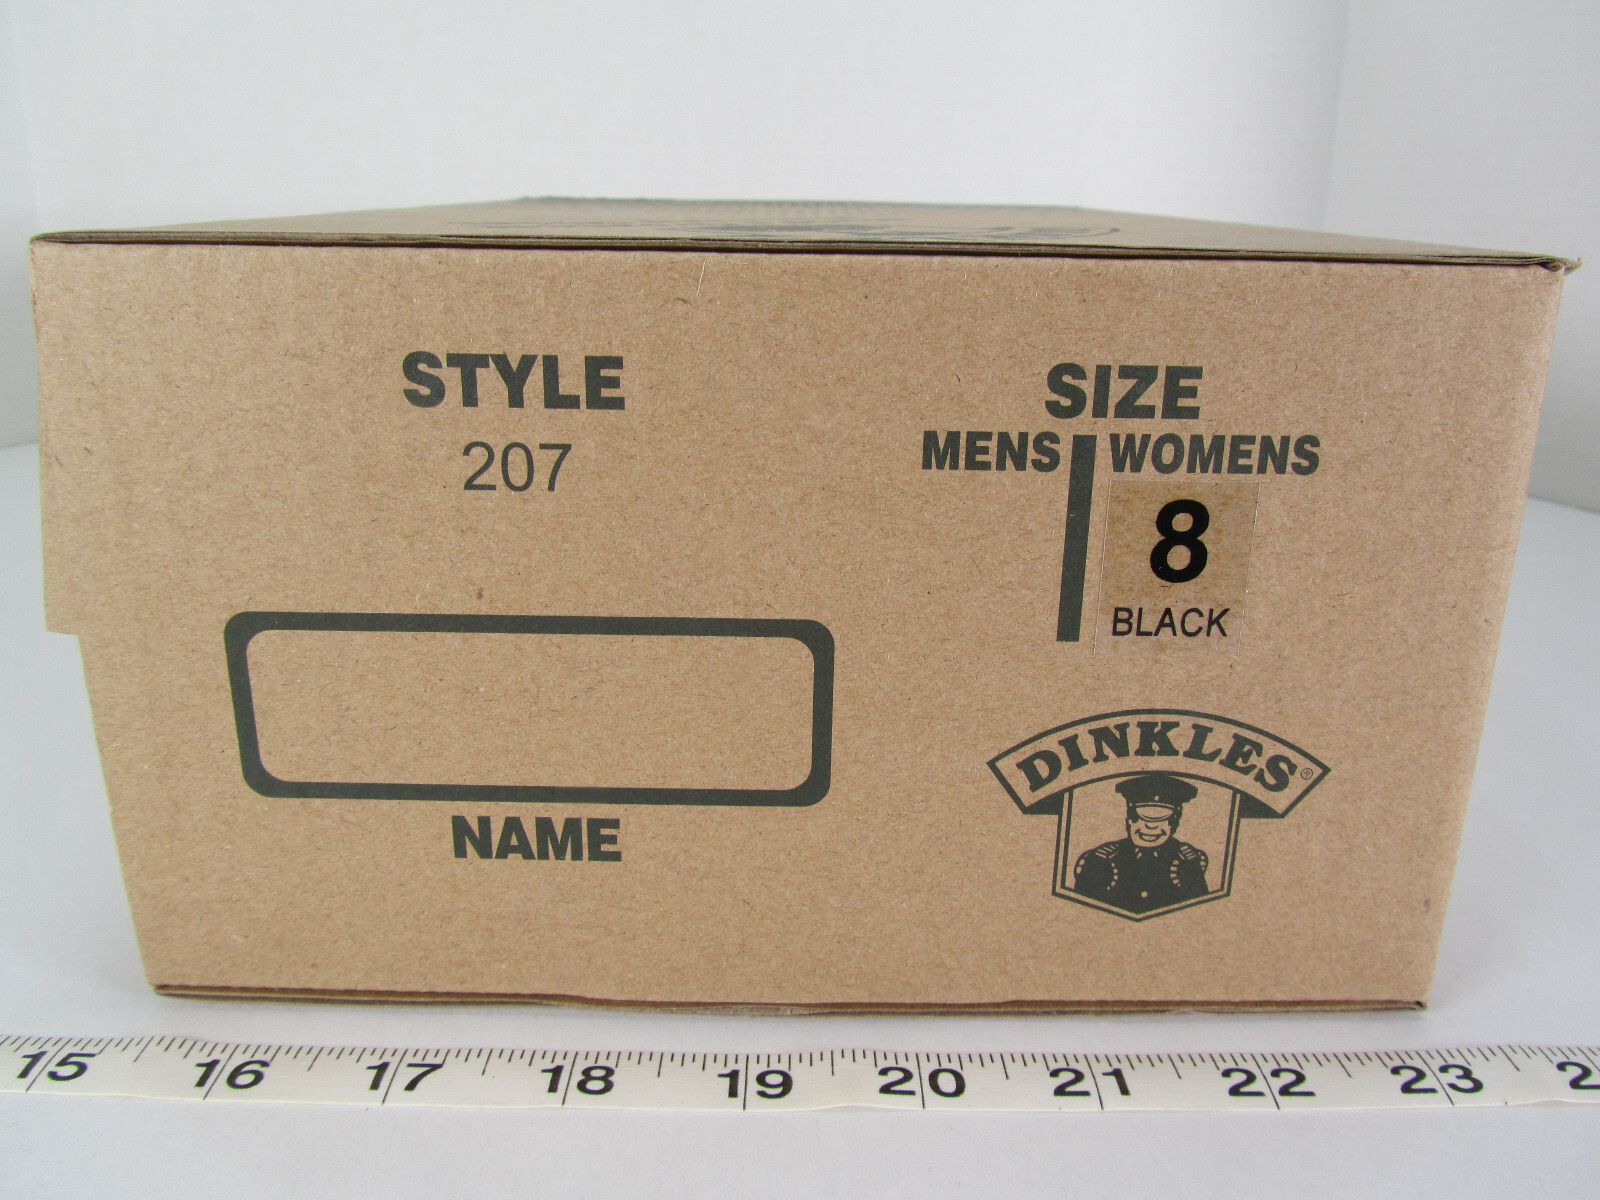 STYLE
207
SIZE
MENS WOMENS
8
BLACK
NAME
DINKLES®
15 16 17 18 19 20 21 22 23